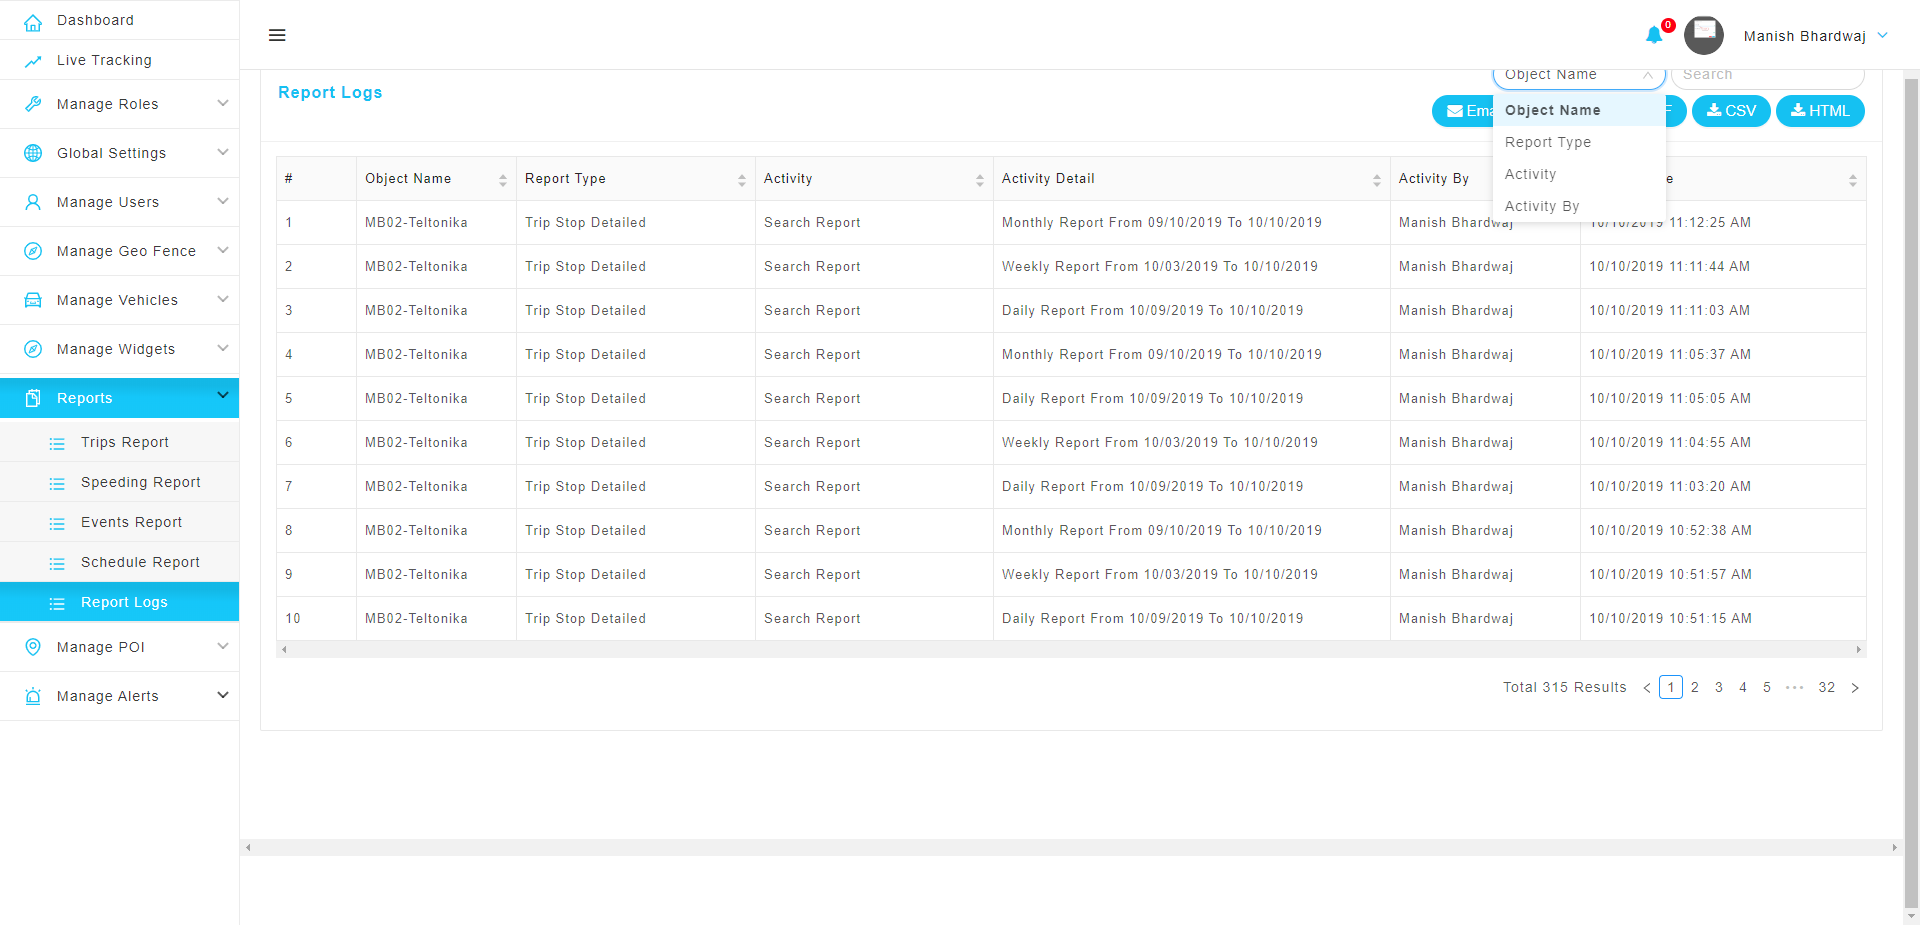 Dashboard
Live Tracking
Manage Roles
Global Settings
Manage Users
Manage Geo Fence
Manage Vehicles
Manage Widgets
Reports
Trips Report
Speeding Report
Events Report
Schedule Report
Report Logs
Manage POI
Manage Alerts
0
Manish Bhardwaj
Report Logs
Object Name
Search
CSV
HTML
Object Name
Report Type
Activity
Activity By
# Object Name Report Type Activity Activity Detail Activity By
1 MB02-Teltonika Trip Stop Detailed Search Report Monthly Report From 09/10/2019 To 10/10/2019 Manish Bhardwaj 10/10/2019 11:12:25 AM
2 MB02-Teltonika Trip Stop Detailed Search Report Weekly Report From 10/03/2019 To 10/10/2019 Manish Bhardwaj 10/10/2019 11:11:44 AM
3 MB02-Teltonika Trip Stop Detailed Search Report Daily Report From 10/09/2019 To 10/10/2019 Manish Bhardwaj 10/10/2019 11:11:03 AM
4 MB02-Teltonika Trip Stop Detailed Search Report Monthly Report From 09/10/2019 To 10/10/2019 Manish Bhardwaj 10/10/2019 11:05:37 AM
5 MB02-Teltonika Trip Stop Detailed Search Report Daily Report From 10/09/2019 To 10/10/2019 Manish Bhardwaj 10/10/2019 11:05:05 AM
6 MB02-Teltonika Trip Stop Detailed Search Report Weekly Report From 10/03/2019 To 10/10/2019 Manish Bhardwaj 10/10/2019 11:04:55 AM
7 MB02-Teltonika Trip Stop Detailed Search Report Daily Report From 10/09/2019 To 10/10/2019 Manish Bhardwaj 10/10/2019 11:03:20 AM
8 MB02-Teltonika Trip Stop Detailed Search Report Monthly Report From 09/10/2019 To 10/10/2019 Manish Bhardwaj 10/10/2019 10:52:38 AM
9 MB02-Teltonika Trip Stop Detailed Search Report Weekly Report From 10/03/2019 To 10/10/2019 Manish Bhardwaj 10/10/2019 10:51:57 AM
10 MB02-Teltonika Trip Stop Detailed Search Report Daily Report From 10/09/2019 To 10/10/2019 Manish Bhardwaj 10/10/2019 10:51:15 AM
Total 315 Results < 1 2 3 4 5 ••• 32 >